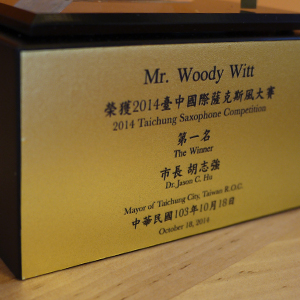 Mr. Woody Witt
榮獲2014臺中國際薩克斯風大賽
2014 Taichung Saxophone Competition
第一名
The Winner
市長 胡志強
Dr. Jason C. Hu
Mayor of Taichung City, Taiwan R.O.C.
中華民國103年10月18日
October 18, 2014